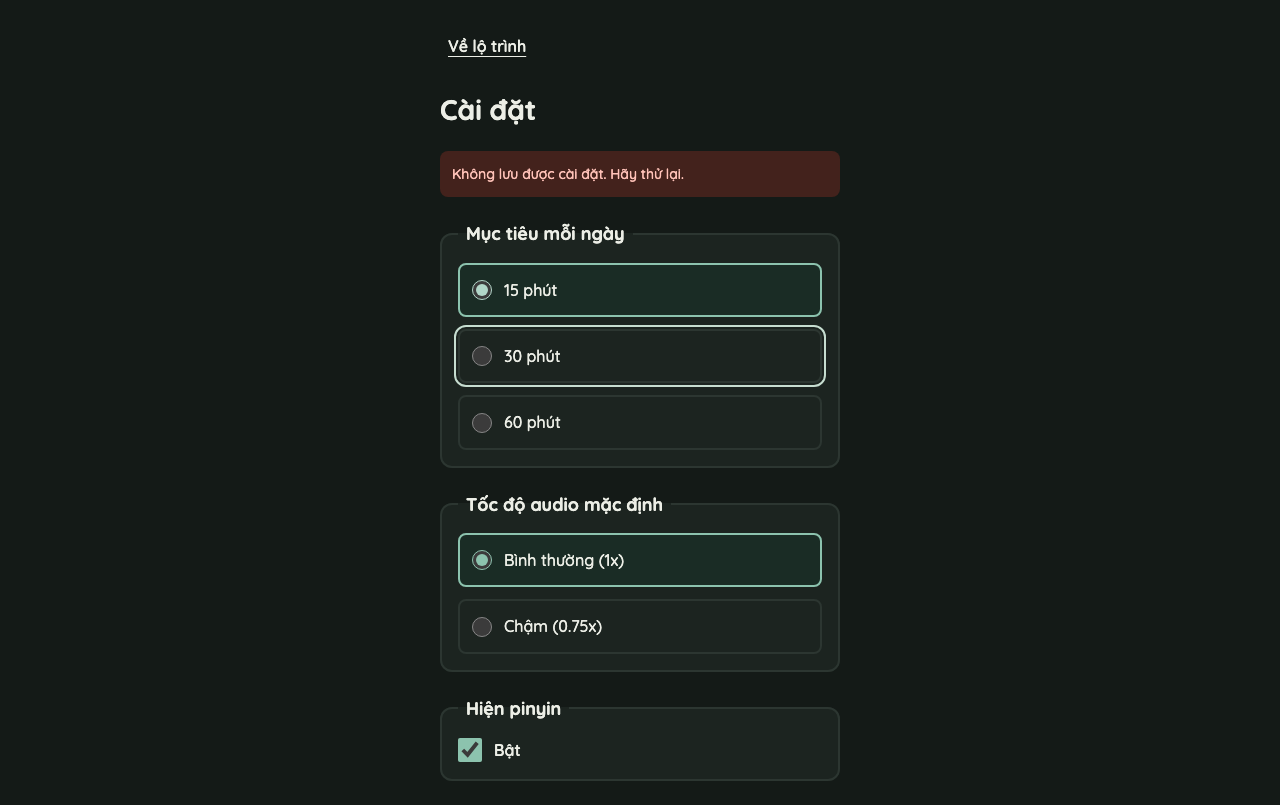 Về lộ trình
Cài đặt
Không lưu được cài đặt. Hãy thử lại.
Mục tiêu mỗi ngày
15 phút
30 phút
60 phút
Tốc độ audio mặc định
Bình thường (1x)
Chậm (0.75x)
Hiện pinyin
Bật